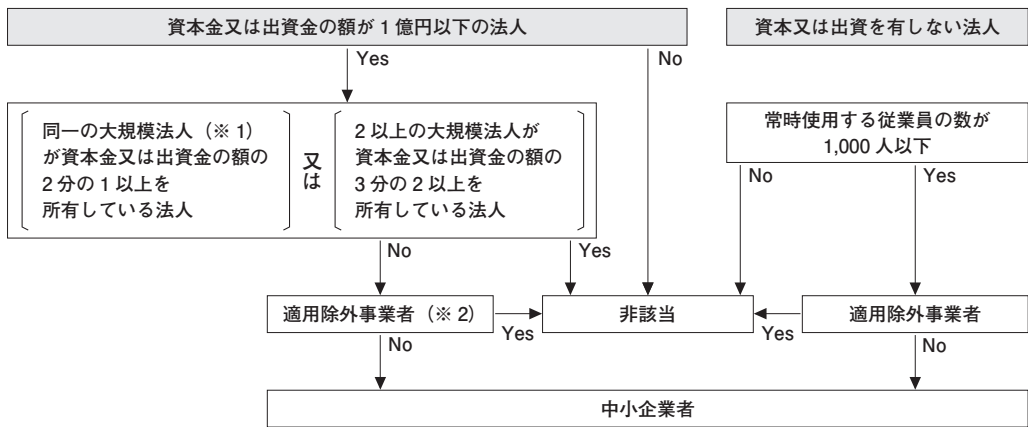 資本金又は出資金の額が1億円以下の法人
資本又は出資を有しない法人
Yes
No
同一の大規模法人（※1）
が資本金又は出資金の額の
2分の1以上を
所有している法人
又は
2以上の大規模法人が
資本金又は出資金の額の
3分の2以上を
所有している法人
常時使用する従業員の数が
1,000人以下
No
Yes
No
Yes
適用除外事業者（※2）
Yes
非該当
Yes
適用除外事業者
No
No
中小企業者